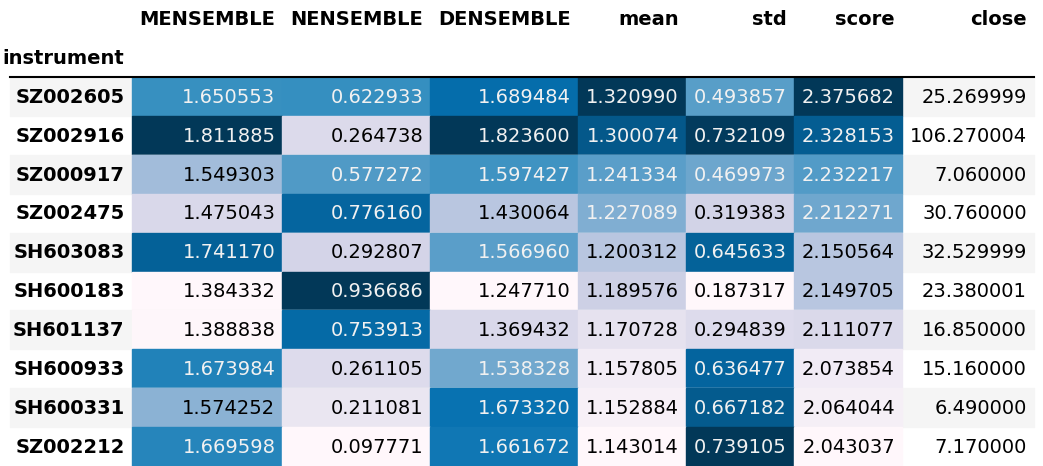 MENSEMBLE NENSEMBLE DENSEMBLE mean std score close
instrument
SZ002605 1.650553 0.622933 1.689484 1.320990 0.493857 2.375682 25.269999
SZ002916 1.811885 0.264738 1.823600 1.300074 0.732109 2.328153 106.270004
SZ000917 1.549303 0.577272 1.597427 1.241334 0.469973 2.232217 7.060000
SZ002475 1.475043 0.776160 1.430064 1.227089 0.319383 2.212271 30.760000
SH603083 1.741170 0.292807 1.566960 1.200312 0.645633 2.150564 32.529999
SH600183 1.384332 0.936686 1.247710 1.189576 0.187317 2.149705 23.380001
SH601137 1.388838 0.753913 1.369432 1.170728 0.294839 2.111077 16.850000
SH600933 1.673984 0.261105 1.538328 1.157805 0.636477 2.073854 15.160000
SH600331 1.574252 0.211081 1.673320 1.152884 0.667182 2.064044 6.490000
SZ002212 1.669598 0.097771 1.661672 1.143014 0.739105 2.043037 7.170000